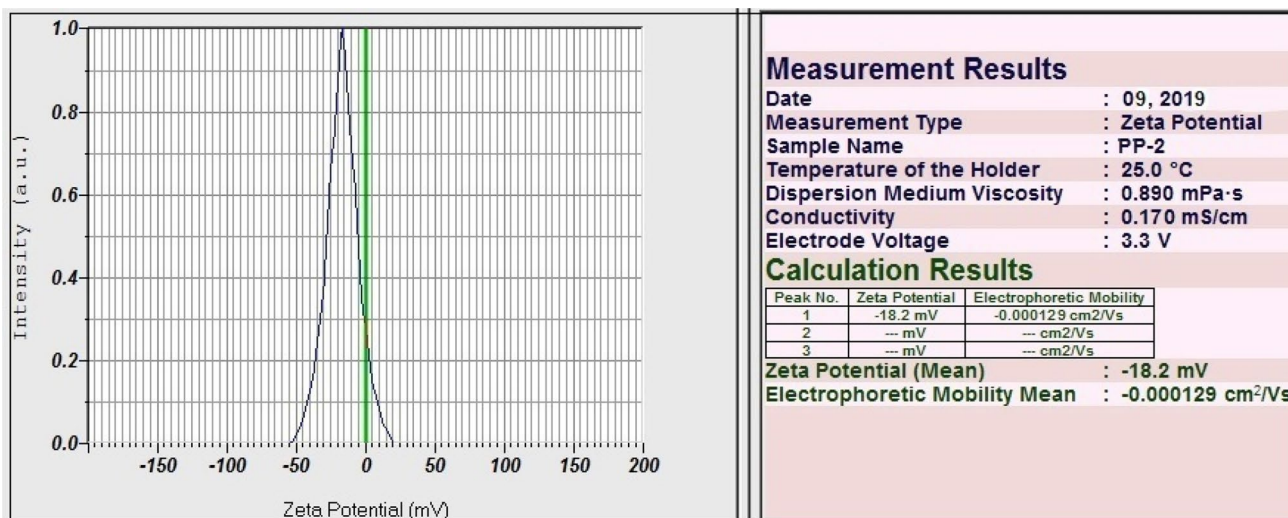 1.0
0.8
0.6
0.4
0.2
0.0
Intensity (a.u.)
-150 -100 -50 0 50 100 150 200
Zeta Potential (mV)
Measurement Results
Date : 09, 2019
Measurement Type : Zeta Potential
Sample Name : PP-2
Temperature of the Holder : 25.0 °C
Dispersion Medium Viscosity : 0.890 mPa·s
Conductivity : 0.170 mS/cm
Electrode Voltage : 3.3 V
Calculation Results
Peak No. Zeta Potential Electrophoretic Mobility
1 -18.2 mV -0.000129 cm2/Vs
2 --- mV --- cm2/Vs
3 --- mV --- cm2/Vs
Zeta Potential (Mean) : -18.2 mV
Electrophoretic Mobility Mean : -0.000129 cm²/Vs